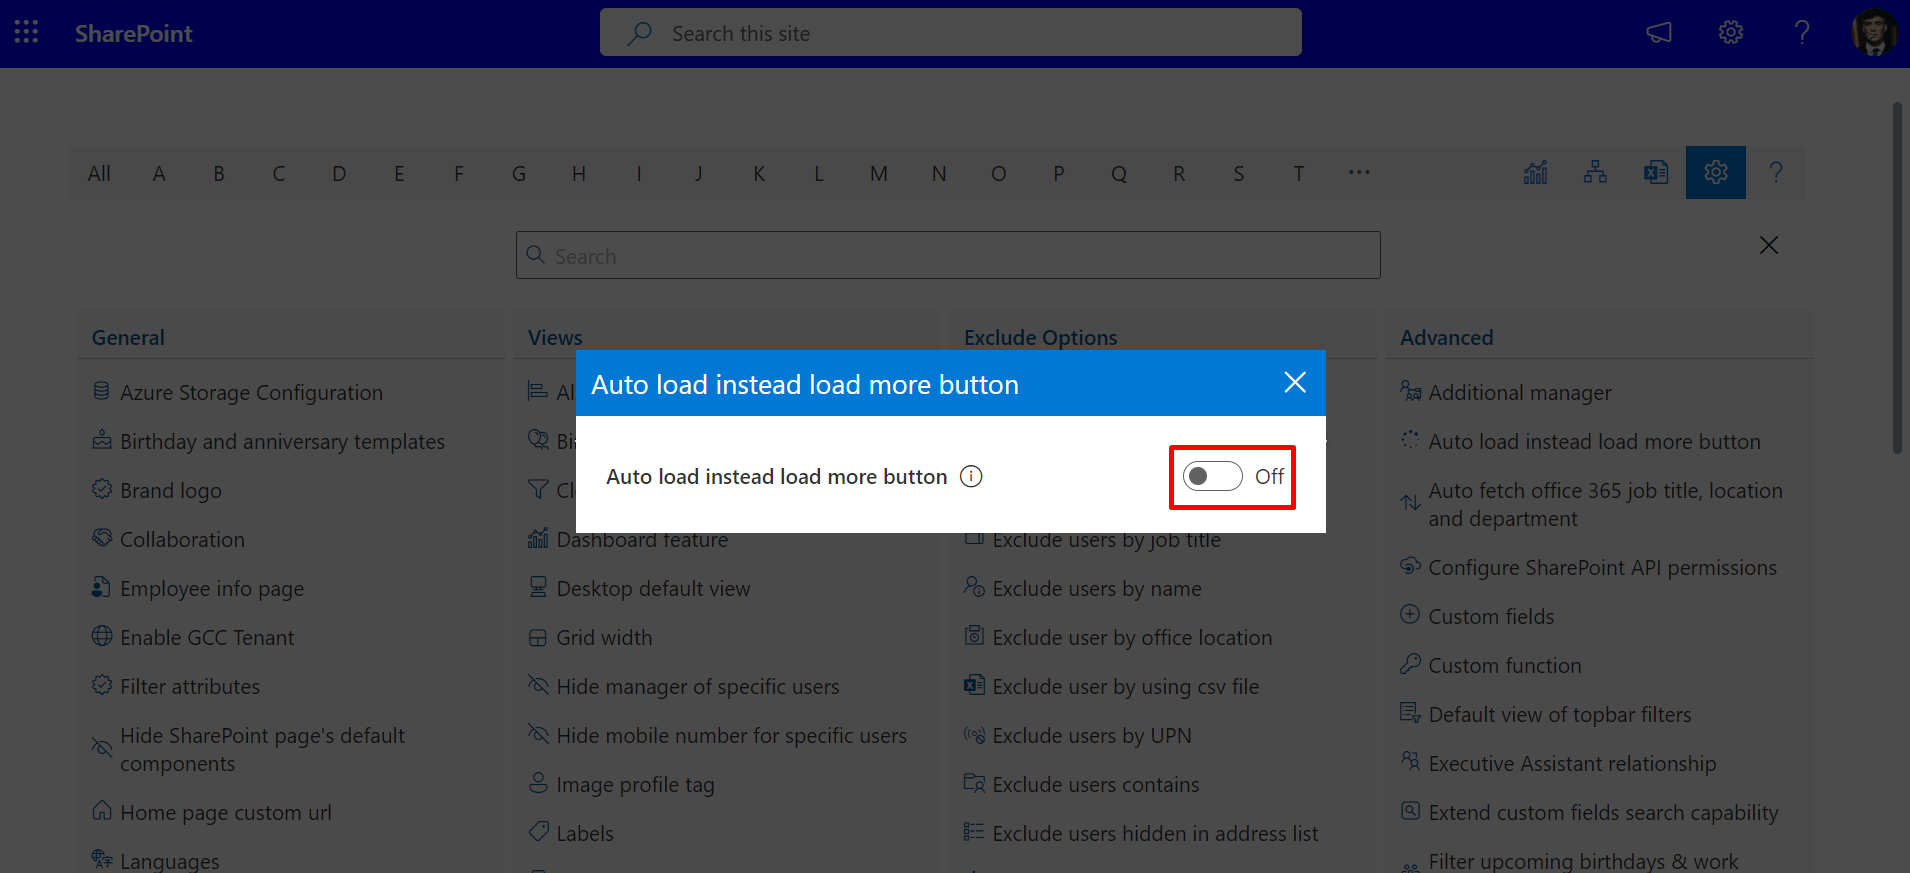 SharePoint
Search this site
?
All A B C D E F G H I J K L M N O P Q R S T ... ?
Search
General
Azure Storage Configuration
Birthday and anniversary templates
Brand logo
Collaboration
Employee info page
Enable GCC Tenant
Filter attributes
Hide SharePoint page's default
components
Home page custom url
Languages
Views
Al
Bi
Cl
Dashboard feature
Desktop default view
Grid width
Hide manager of specific users
Hide mobile number for specific users
Image profile tag
Labels
Exclude Options
Exclude users by job title
Exclude users by name
Exclude user by office location
Exclude user by using csv file
Exclude users by UPN
Exclude users contains
Exclude users hidden in address list
Advanced
Additional manager
Auto load instead load more button
Auto fetch office 365 job title, location
and department
Configure SharePoint API permissions
Custom fields
Custom function
Default view of topbar filters
Executive Assistant relationship
Extend custom fields search capability
Filter upcoming birthdays & work
Auto load instead load more button
Auto load instead load more button
Off